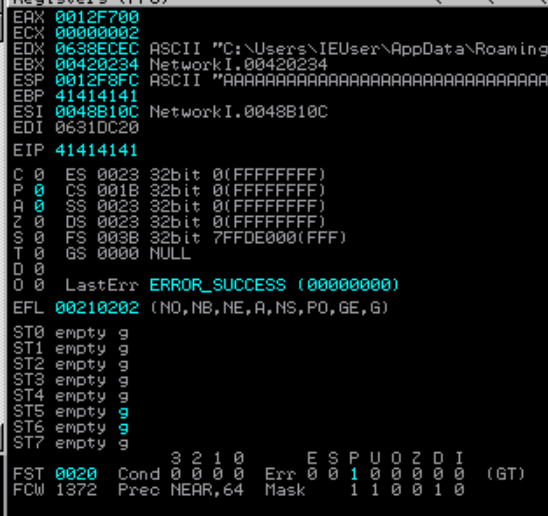 Registers (FPU)
EAX 0012F700
ECX 00000002
EDX 0638ECEC ASCII "C:\Users\IEUser\AppData\Roaming
EBX 00420234 NetworkI.00420234
ESP 0012F8FC ASCII "AAAAAAAAAAAAAAAAAAAAAAAAAAAAAAA
EBP 41414141
ESI 0048B10C NetworkI.0048B10C
EDI 0631DC20
EIP 41414141
C 0 ES 0023 32bit 0(FFFFFFFF)
P 0 CS 001B 32bit 0(FFFFFFFF)
A 0 SS 0023 32bit 0(FFFFFFFF)
Z 0 DS 0023 32bit 0(FFFFFFFF)
S 0 FS 003B 32bit 7FFDE000(FFF)
T 0 GS 0000 NULL
D 0
O 0 LastErr ERROR_SUCCESS (00000000)
EFL 00210202 (NO,NB,NE,A,NS,PO,GE,G)
ST0 empty g
ST1 empty g
ST2 empty g
ST3 empty g
ST4 empty g
ST5 empty g
ST6 empty g
ST7 empty g
3 2 1 0 E S P U O Z D I
FST 0020 Cond 0 0 0 0 Err 0 0 1 0 0 0 0 0 (GT)
FCW 1372 Prec NEAR,64 Mask 1 1 0 0 1 0